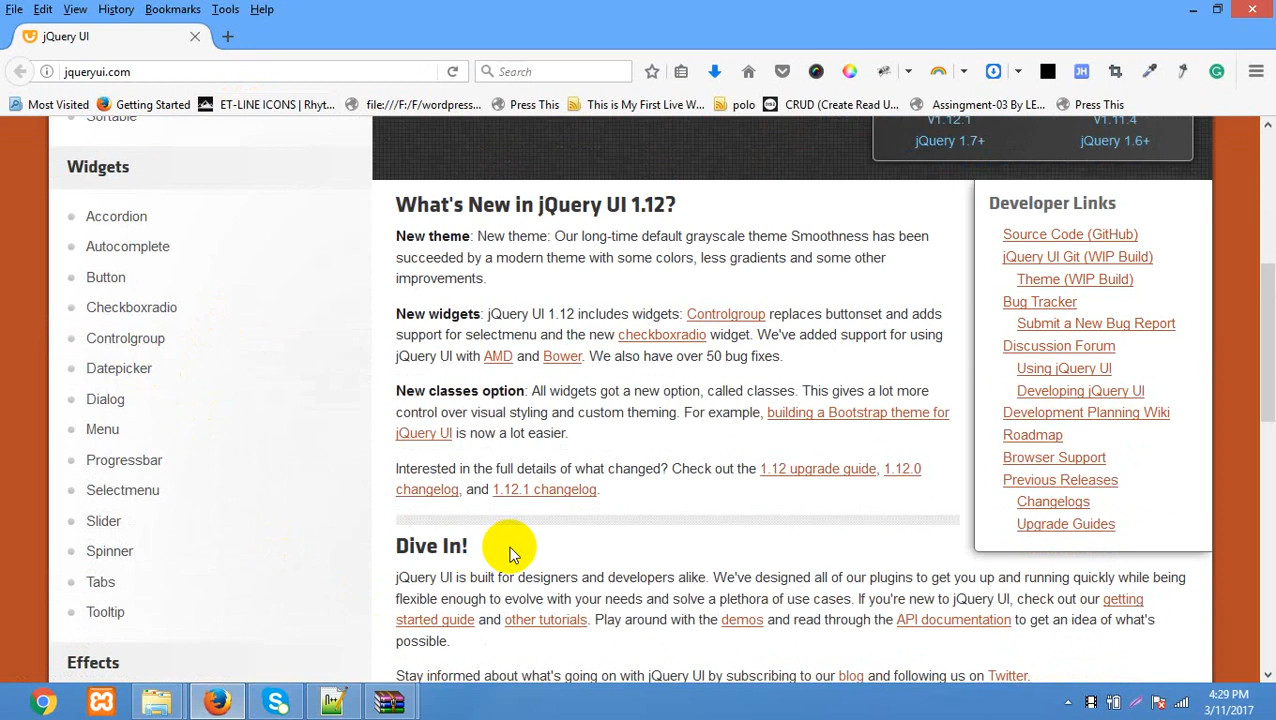 File Edit View History Bookmarks Tools Help
jQuery UI
jqueryui.com
Search
Most Visited Getting Started ET-LINE ICONS | Rhyt... file:///F:/F/wordpress... Press This This is My First Live W... polo CRUD (Create Read U... Assingment-03 By LE... Press This
Sortable
Widgets
Accordion
Autocomplete
Button
Checkboxradio
Controlgroup
Datepicker
Dialog
Menu
Progressbar
Selectmenu
Slider
Spinner
Tabs
Tooltip
Effects
v1.12.1 v1.11.4
jQuery 1.7+ jQuery 1.6+
What's New in jQuery UI 1.12?
New theme: New theme: Our long-time default grayscale theme Smoothness has been
succeeded by a modern theme with some colors, less gradients and some other
improvements.
New widgets: jQuery UI 1.12 includes widgets: Controlgroup replaces buttonset and adds
support for selectmenu and the new checkboxradio widget. We've added support for using
jQuery UI with AMD and Bower. We also have over 50 bug fixes.
New classes option: All widgets got a new option, called classes. This gives a lot more
control over visual styling and custom theming. For example, building a Bootstrap theme for
jQuery UI is now a lot easier.
Interested in the full details of what changed? Check out the 1.12 upgrade guide, 1.12.0
changelog, and 1.12.1 changelog.
Developer Links
Source Code (GitHub)
jQuery UI Git (WIP Build)
Theme (WIP Build)
Bug Tracker
Submit a New Bug Report
Discussion Forum
Using jQuery UI
Developing jQuery UI
Development Planning Wiki
Roadmap
Browser Support
Previous Releases
Changelogs
Upgrade Guides
Dive In!
jQuery UI is built for designers and developers alike. We've designed all of our plugins to get you up and running quickly while being
flexible enough to evolve with your needs and solve a plethora of use cases. If you're new to jQuery UI, check out our getting
started guide and other tutorials. Play around with the demos and read through the API documentation to get an idea of what's
possible.
Stay informed about what's going on with jQuery UI by subscribing to our blog and following us on Twitter.
4:29 PM
3/11/2017